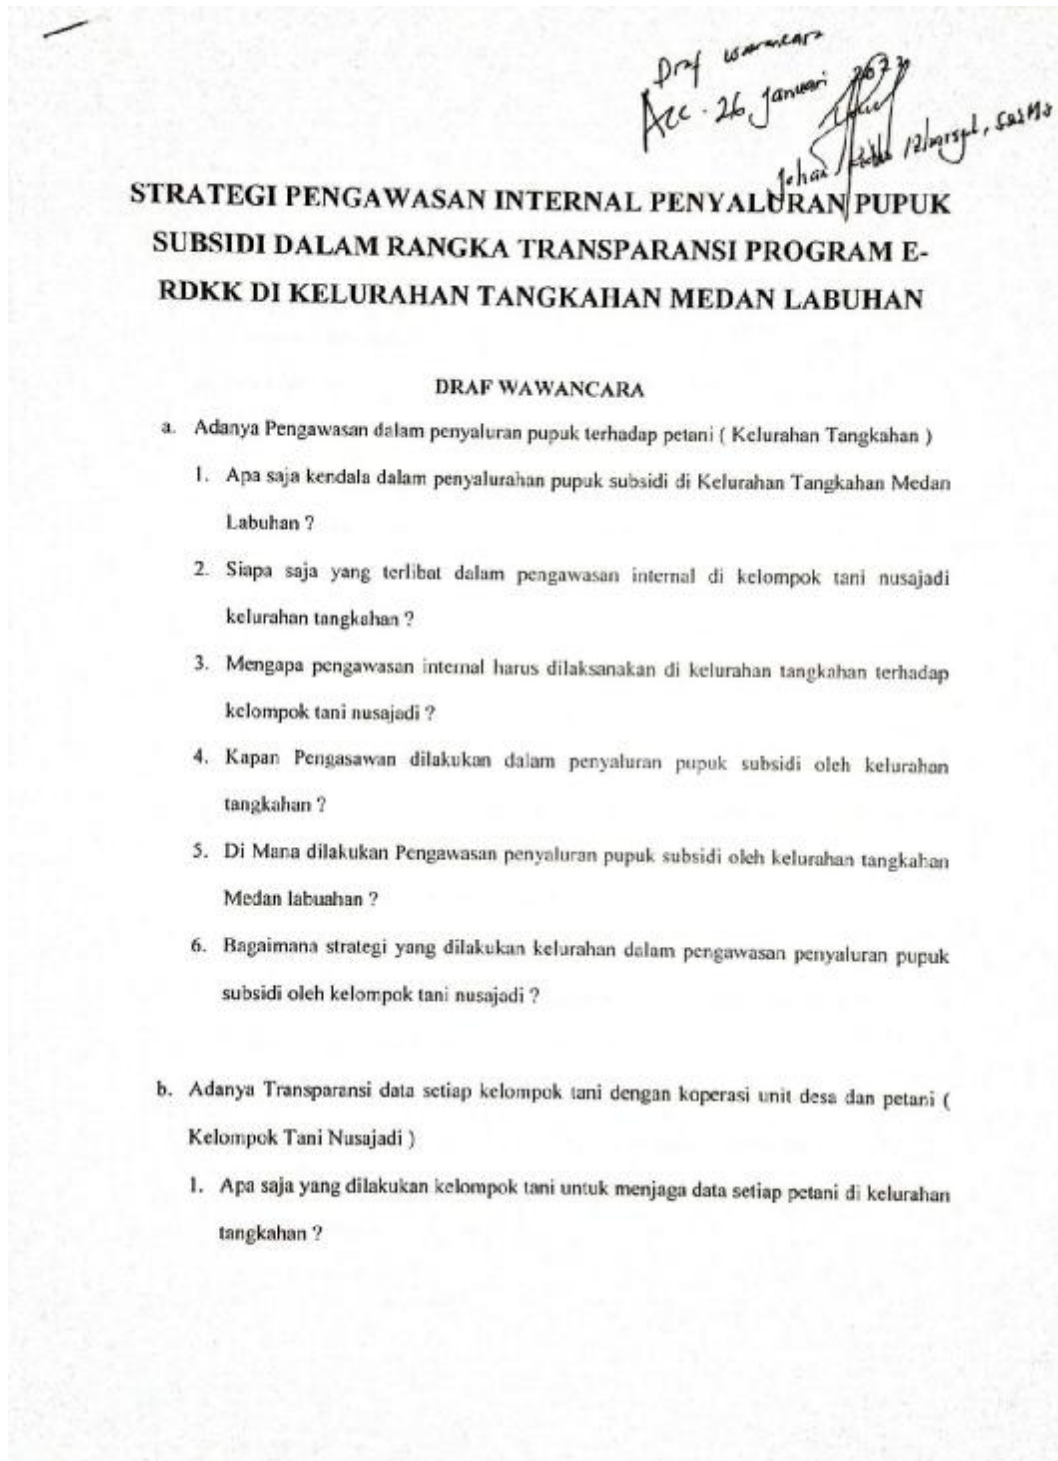 Draf wawancara
Acc. 26 Januari
STRATEGI PENGAWASAN INTERNAL PENYALURAN PUPUK
SUBSIDI DALAM RANGKA TRANSPARANSI PROGRAM E-
RDKK DI KELURAHAN TANGKAHAN MEDAN LABUHAN
DRAF WAWANCARA
a. Adanya Pengawasan dalam penyaluran pupuk terhadap petani ( Kelurahan Tangkahan )
1. Apa saja kendala dalam penyalurahan pupuk subsidi di Kelurahan Tangkahan Medan
Labuhan ?
2. Siapa saja yang terlibat dalam pengawasan internal di kelompok tani nusajadi
kelurahan tangkahan ?
3. Mengapa pengawasan internal harus dilaksanakan di kelurahan tangkahan terhadap
kelompok tani nusajadi ?
4. Kapan Pengasawan dilakukan dalam penyaluran pupuk subsidi oleh kelurahan
tangkahan ?
5. Di Mana dilakukan Pengawasan penyaluran pupuk subsidi oleh kelurahan tangkahan
Medan labuahan ?
6. Bagaimana strategi yang dilakukan kelurahan dalam pengawasan penyaluran pupuk
subsidi oleh kelompok tani nusajadi ?
b. Adanya Transparansi data setiap kelompok tani dengan koperasi unit desa dan petani (
Kelompok Tani Nusajadi )
1. Apa saja yang dilakukan kelompok tani untuk menjaga data setiap petani di kelurahan
tangkahan ?